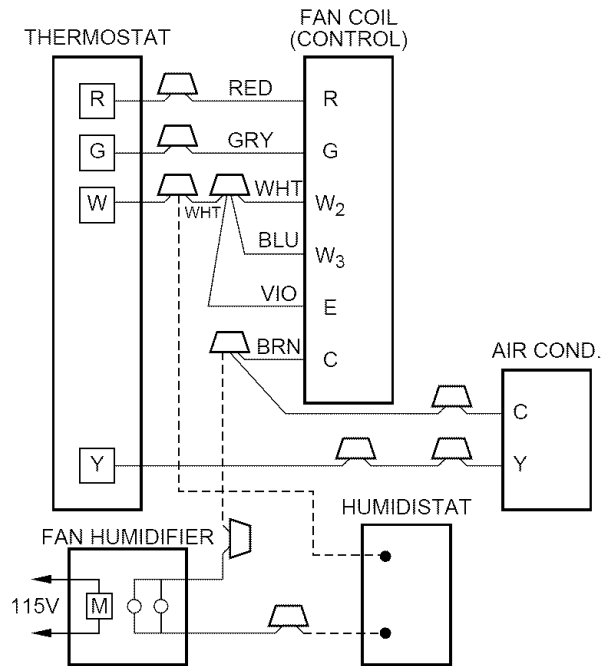 THERMOSTAT
FAN COIL
(CONTROL)
R
RED
R
G
GRY
G
W
WHT
WHT
W2
BLU
W3
VIO
E
BRN
C
AIR COND.
C
Y
Y
HUMIDISTAT
FAN HUMIDIFIER
115V
M